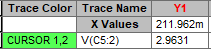 Trace Color Trace Name Y1
X Values 211.962m
CURSOR 1,2 V(C5:2) 2.9631